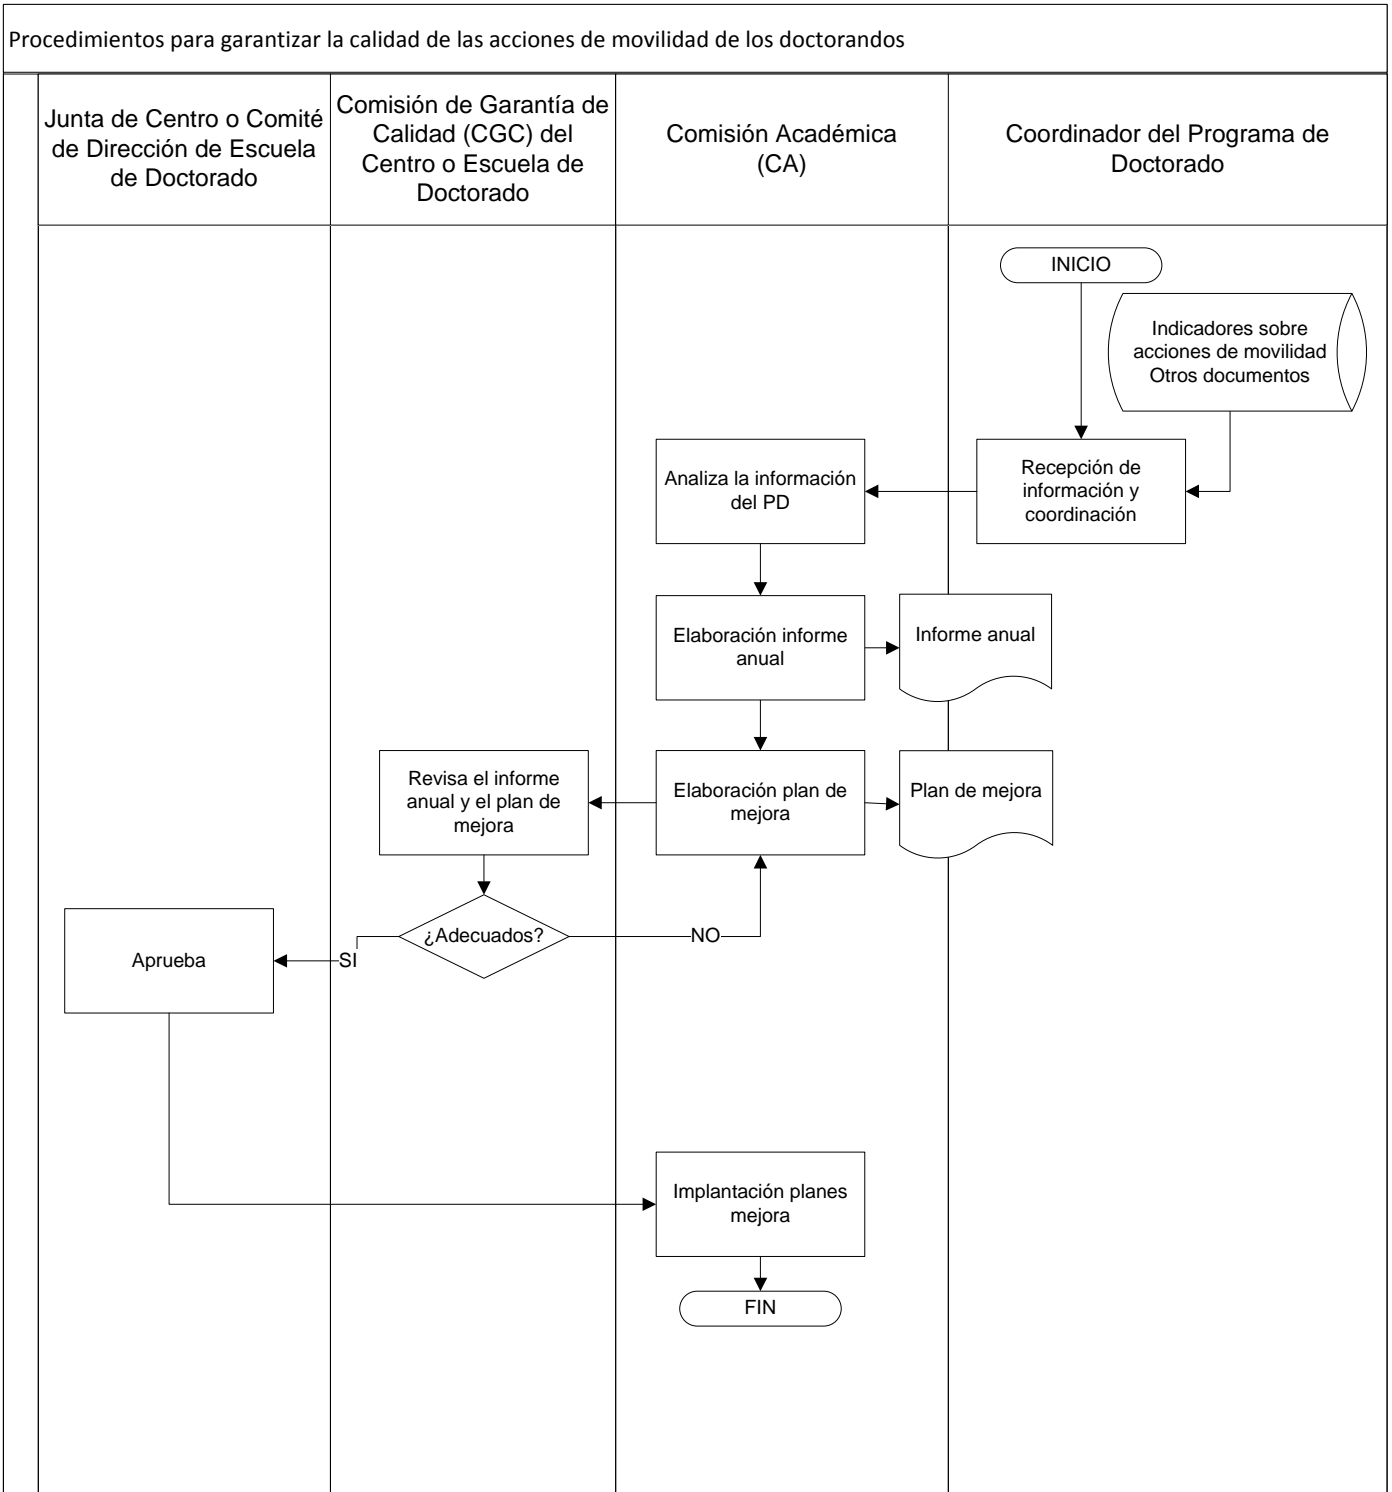 Procedimientos para garantizar la calidad de las acciones de movilidad de los doctorandos
Junta de Centro o Comité
de Dirección de Escuela
de Doctorado
Comisión de Garantía de
Calidad (CGC) del
Centro o Escuela de
Doctorado
Comisión Académica
(CA)
Coordinador del Programa de
Doctorado
INICIO
Indicadores sobre
acciones de movilidad
Otros documentos
Recepción de
información y
coordinación
Analiza la información
del PD
Elaboración informe
anual
Informe anual
Elaboración plan de
mejora
Plan de mejora
Revisa el informe
anual y el plan de
mejora
¿Adecuados?
NO
SI
Aprueba
Implantación planes
mejora
FIN